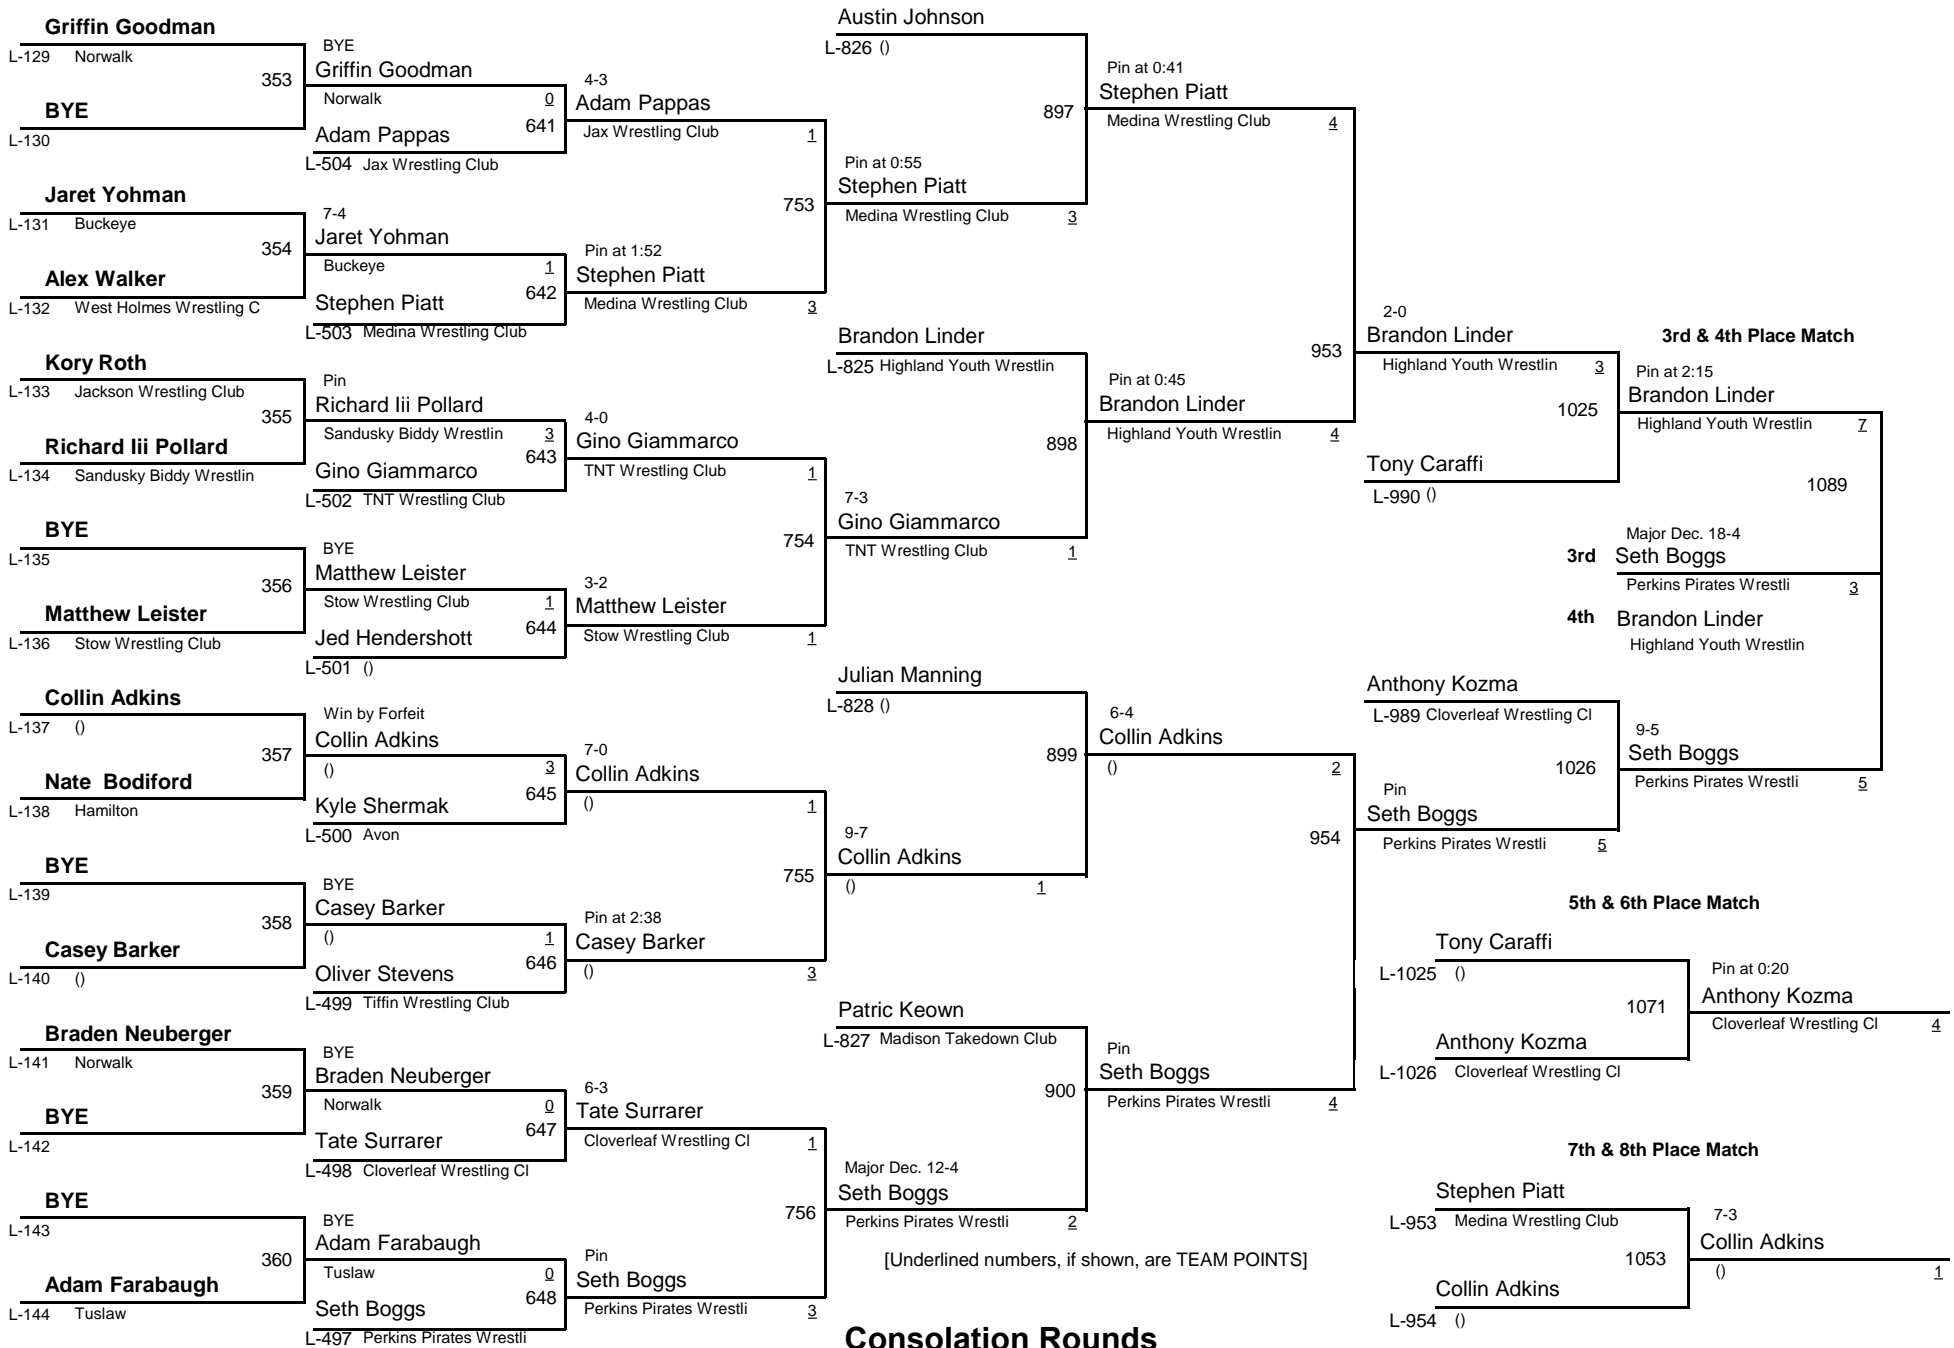 Griffin Goodman
L-129 Norwalk
353
BYE
L-130
Jaret Yohman
L-131 Buckeye
354
Alex Walker
L-132 West Holmes Wrestling C
Kory Roth
L-133 Jackson Wrestling Club
355
Richard Iii Pollard
L-134 Sandusky Biddy Wrestlin
BYE
L-135
356
Matthew Leister
L-136 Stow Wrestling Club
Collin Adkins
L-137 ()
357
Nate Bodiford
L-138 Hamilton
BYE
L-139
358
Casey Barker
L-140 ()
Braden Neuberger
L-141 Norwalk
359
BYE
L-142
BYE
L-143
360
Adam Farabaugh
L-144 Tuslaw
BYE
Griffin Goodman
Norwalk 0
641
Adam Pappas
L-504 Jax Wrestling Club
7-4
Jaret Yohman
Buckeye 1
642
Stephen Piatt
L-503 Medina Wrestling Club
Pin
Richard Iii Pollard
Sandusky Biddy Wrestlin 3
643
Gino Giammarco
L-502 TNT Wrestling Club
BYE
Matthew Leister
Stow Wrestling Club 1
644
Jed Hendershott
L-501 ()
Win by Forfeit
Collin Adkins
() 3
645
Kyle Shermak
L-500 Avon
BYE
Casey Barker
() 1
646
Oliver Stevens
L-499 Tiffin Wrestling Club
BYE
Braden Neuberger
Norwalk 0
647
Tate Surrarer
L-498 Cloverleaf Wrestling Cl
BYE
Adam Farabaugh
Tuslaw 0
648
Seth Boggs
L-497 Perkins Pirates Wrestli
4-3
Adam Pappas
Jax Wrestling Club 1
753
Pin at 1:52
Stephen Piatt
Medina Wrestling Club 3
4-0
Gino Giammarco
TNT Wrestling Club 1
754
3-2
Matthew Leister
Stow Wrestling Club 1
7-0
Collin Adkins
() 1
755
Pin at 2:38
Casey Barker
() 3
6-3
Tate Surrarer
Cloverleaf Wrestling Cl 1
756
Pin
Seth Boggs
Perkins Pirates Wrestli 3
Austin Johnson
L-826 ()
897
Pin at 0:55
Stephen Piatt
Medina Wrestling Club 3
Brandon Linder
L-825 Highland Youth Wrestlin
898
7-3
Gino Giammarco
TNT Wrestling Club 1
Julian Manning
L-828 ()
899
9-7
Collin Adkins
() 1
Patric Keown
L-827 Madison Takedown Club
900
Major Dec. 12-4
Seth Boggs
Perkins Pirates Wrestli 2
[Underlined numbers, if shown, are TEAM POINTS]
Consolation Rounds
Pin at 0:41
Stephen Piatt
Medina Wrestling Club 4
953
Pin at 0:45
Brandon Linder
Highland Youth Wrestlin 4
6-4
Collin Adkins
() 2
954
Pin
Seth Boggs
Perkins Pirates Wrestli 4
2-0
Brandon Linder
Highland Youth Wrestlin 3
1025
Tony Caraffi
L-990 ()
Anthony Kozma
L-989 Cloverleaf Wrestling Cl
1026
Pin
Seth Boggs
Perkins Pirates Wrestli 5
3rd & 4th Place Match
Pin at 2:15
Brandon Linder
Highland Youth Wrestlin 7
1089
Major Dec. 18-4
3rd Seth Boggs
Perkins Pirates Wrestli 3
4th Brandon Linder
Highland Youth Wrestlin
9-5
Seth Boggs
Perkins Pirates Wrestli 5
5th & 6th Place Match
Tony Caraffi
L-1025 ()
1071
Anthony Kozma
L-1026 Cloverleaf Wrestling Cl
Pin at 0:20
Anthony Kozma
Cloverleaf Wrestling Cl 4
7th & 8th Place Match
Stephen Piatt
L-953 Medina Wrestling Club
1053
Collin Adkins
L-954 ()
7-3
Collin Adkins
() 1